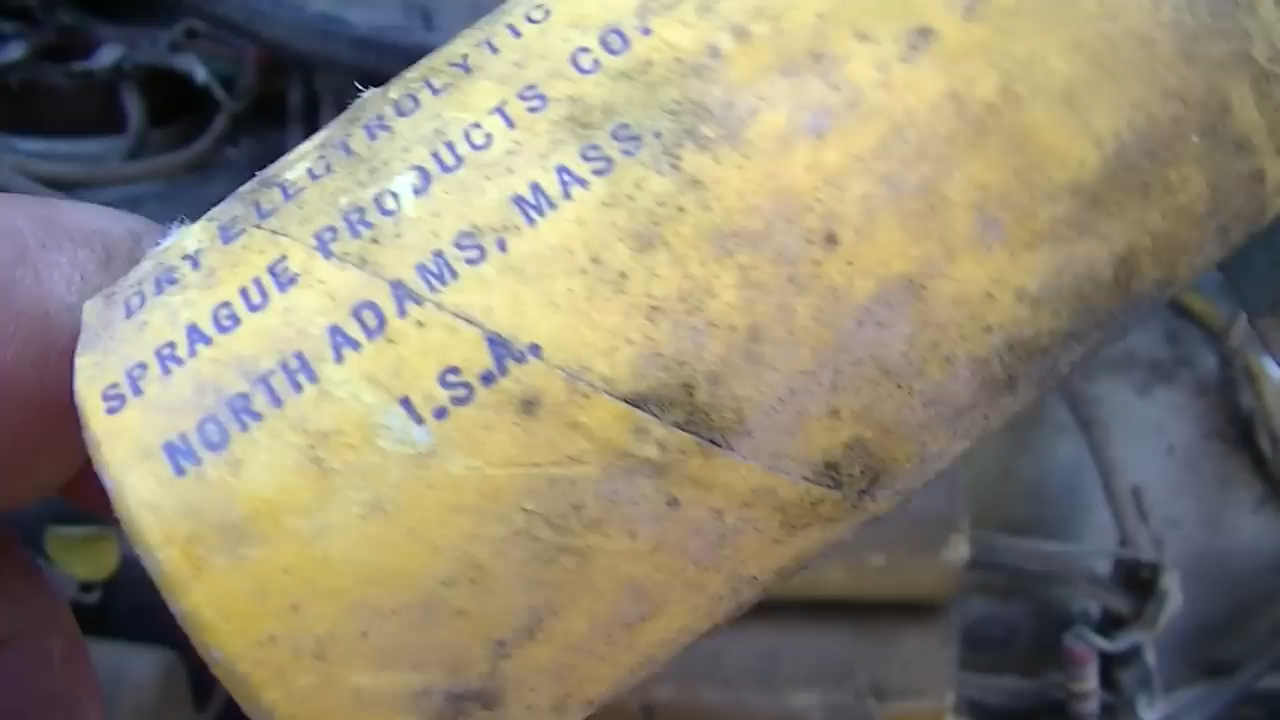 DRY ELECTROLYTIC
SPRAGUE PRODUCTS CO.
NORTH ADAMS, MASS.
I.S.A.